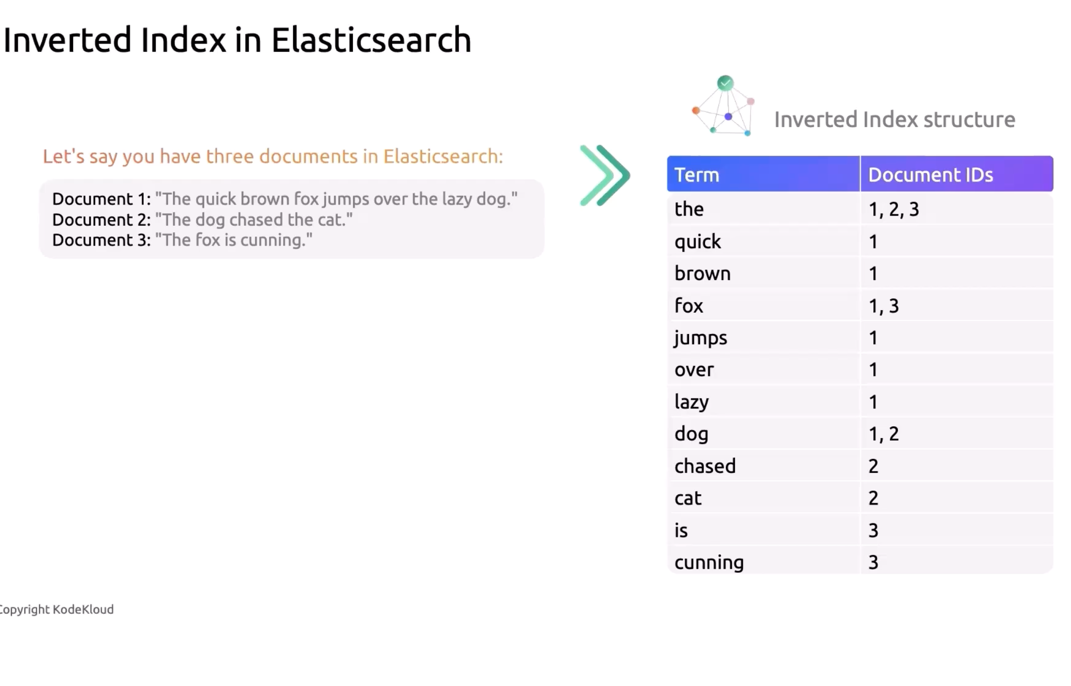 Inverted Index in Elasticsearch
Let's say you have three documents in Elasticsearch:
Document 1: "The quick brown fox jumps over the lazy dog."
Document 2: "The dog chased the cat."
Document 3: "The fox is cunning."
Inverted Index structure
Term Document IDs
the 1, 2, 3
quick 1
brown 1
fox 1, 3
jumps 1
over 1
lazy 1
dog 1, 2
chased 2
cat 2
is 3
cunning 3
Copyright KodeKloud